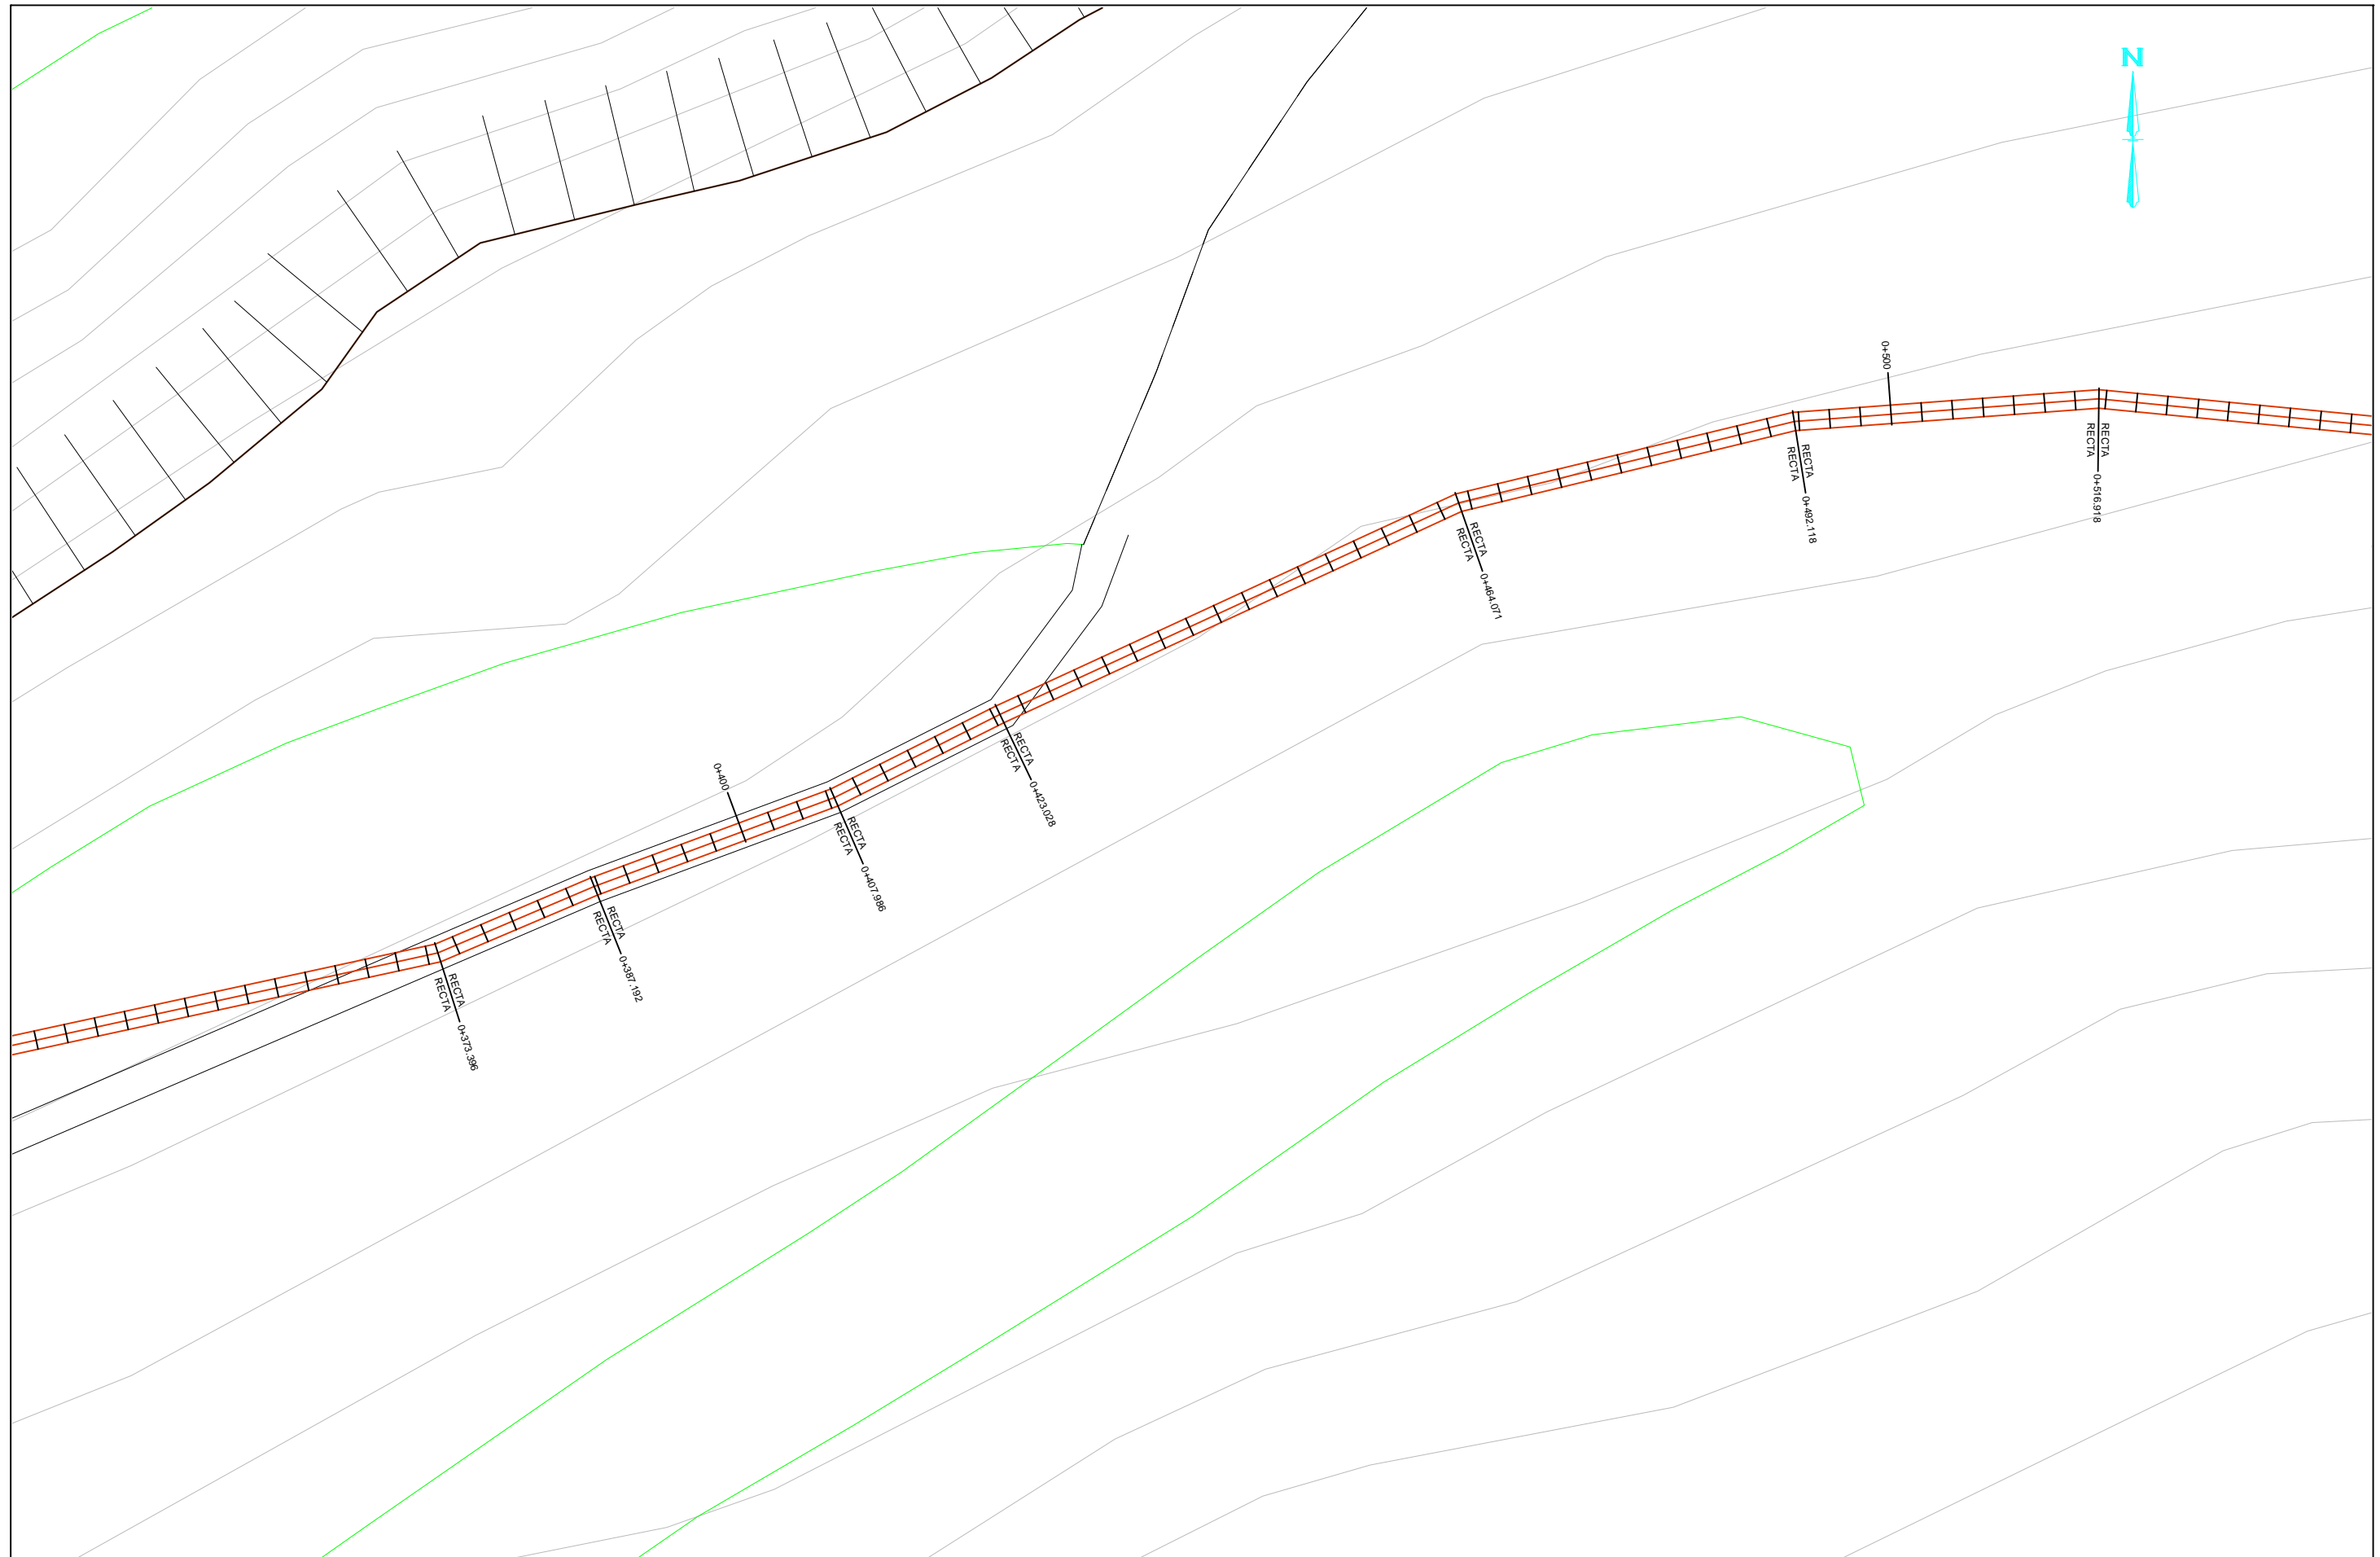 N
0+500
RECTA
RECTA
0+516.918
RECTA
RECTA
0+492.118
RECTA
RECTA
0+464.071
RECTA
RECTA
0+423.028
0+400
RECTA
RECTA
0+407.986
RECTA
RECTA
0+387.192
RECTA
RECTA
0+373.396